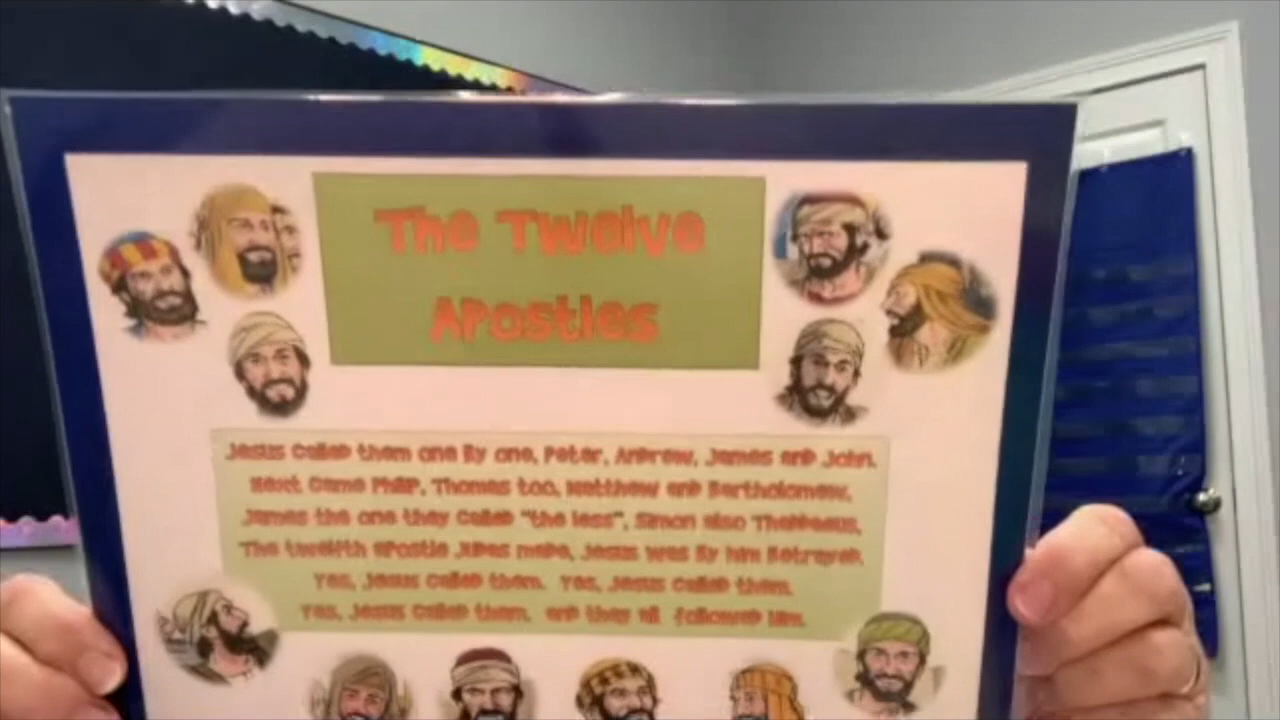 The Twelve
Apostles
Jesus called them one by one, Peter, Andrew, James and John.
Next came Philip, Thomas too, Matthew and Bartholomew.
James the one they called "the less", Simon also Thaddaeus,
The twelfth apostle Judas made, Jesus was by him betrayed.
Yes, Jesus called them. Yes, Jesus called them.
Yes, Jesus called them, and they all followed him.